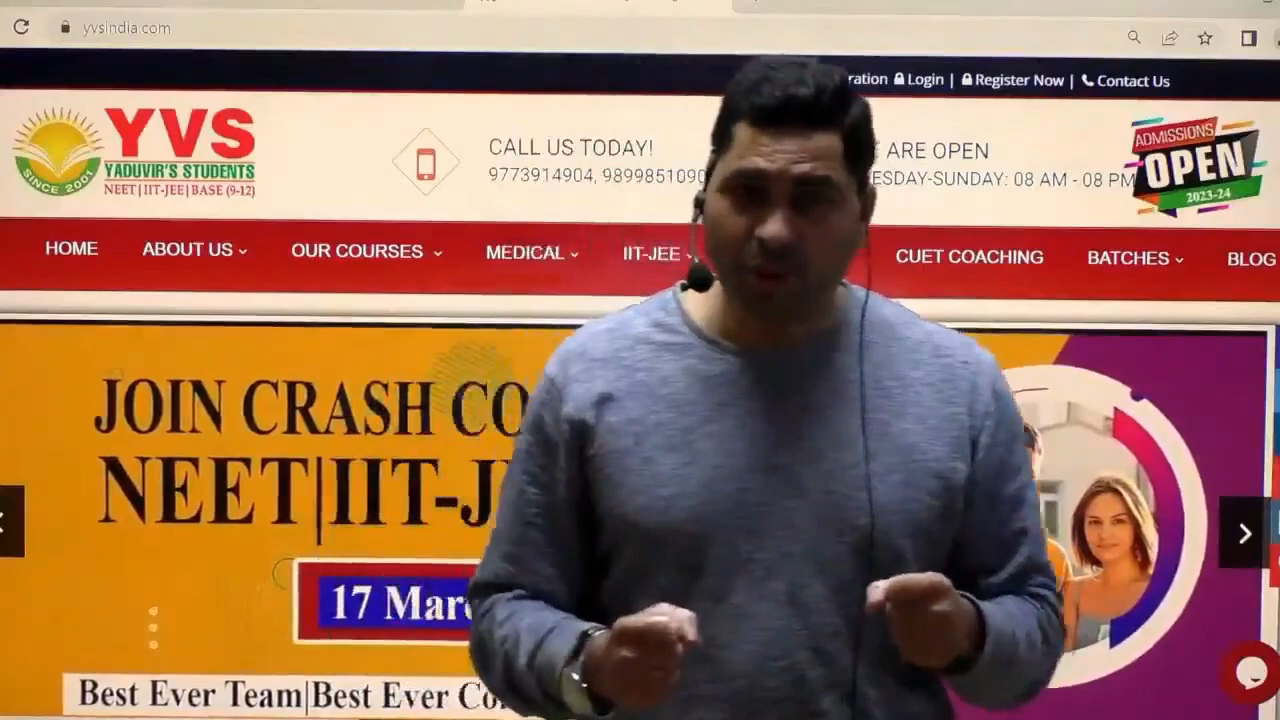 yvsindia.com
Login | Register Now | Contact Us
YVS
YADUVIR'S STUDENTS
NEET|IIT-JEE|BASE (9-12)
SINCE 2001
CALL US TODAY!
9773914904, 9899851090
ARE OPEN
ESDAY-SUNDAY: 08 AM - 08 PM
ADMISSIONS
OPEN
2023-24
HOME
ABOUT US
OUR COURSES
MEDICAL
IIT-JEE
CUET COACHING
BATCHES
BLOG
JOIN CRASH CO
NEET|IIT-J
17 Mar
Best Ever Team|Best Ever Co